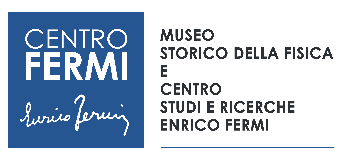 CENTRO
FERMI
Enrico Fermi
MUSEO
STORICO DELLA FISICA
E
CENTRO
STUDI E RICERCHE
ENRICO FERMI